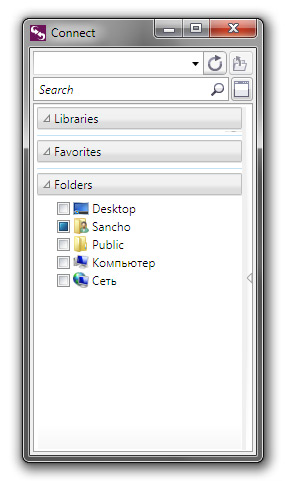 Connect
Search
Libraries
Favorites
Folders
Desktop
Sancho
Public
Компьютер
Сеть